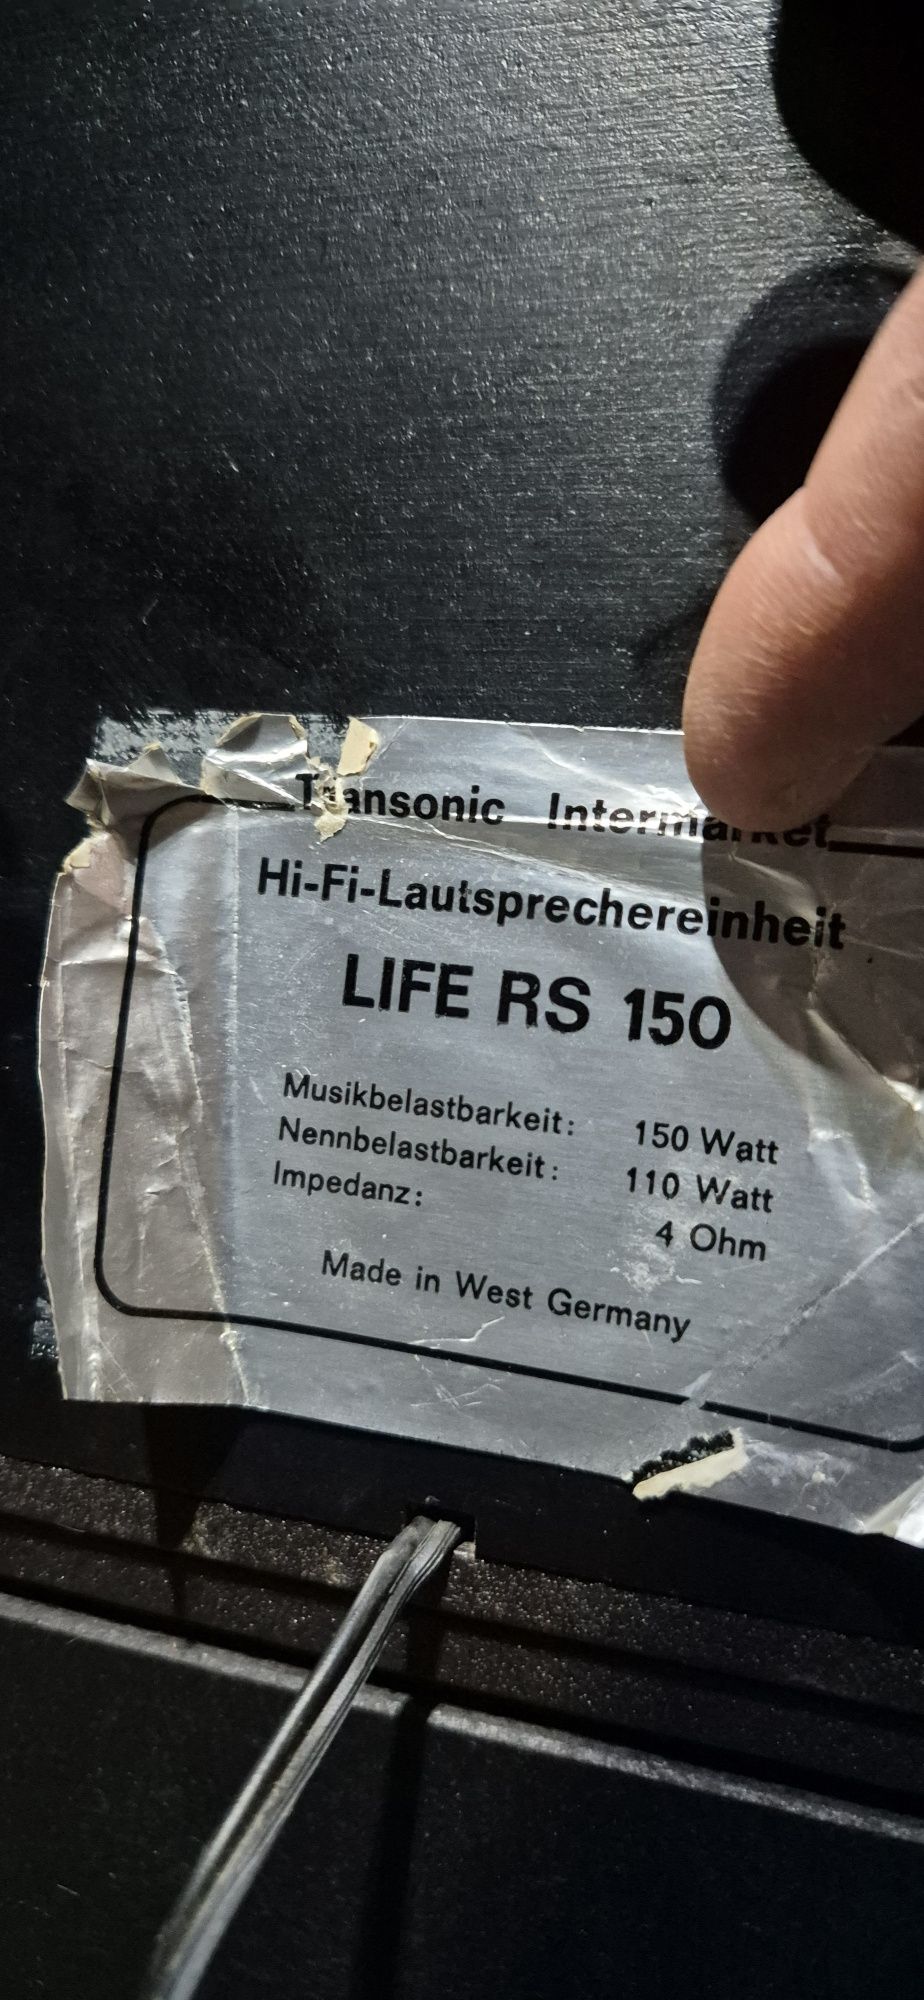 Transonic Intermarket
Hi-Fi-Lautsprechereinheit
LIFE RS 150
Musikbelastbarkeit: 150 Watt
Nennbelastbarkeit: 110 Watt
Impedanz: 4 Ohm
Made in West Germany